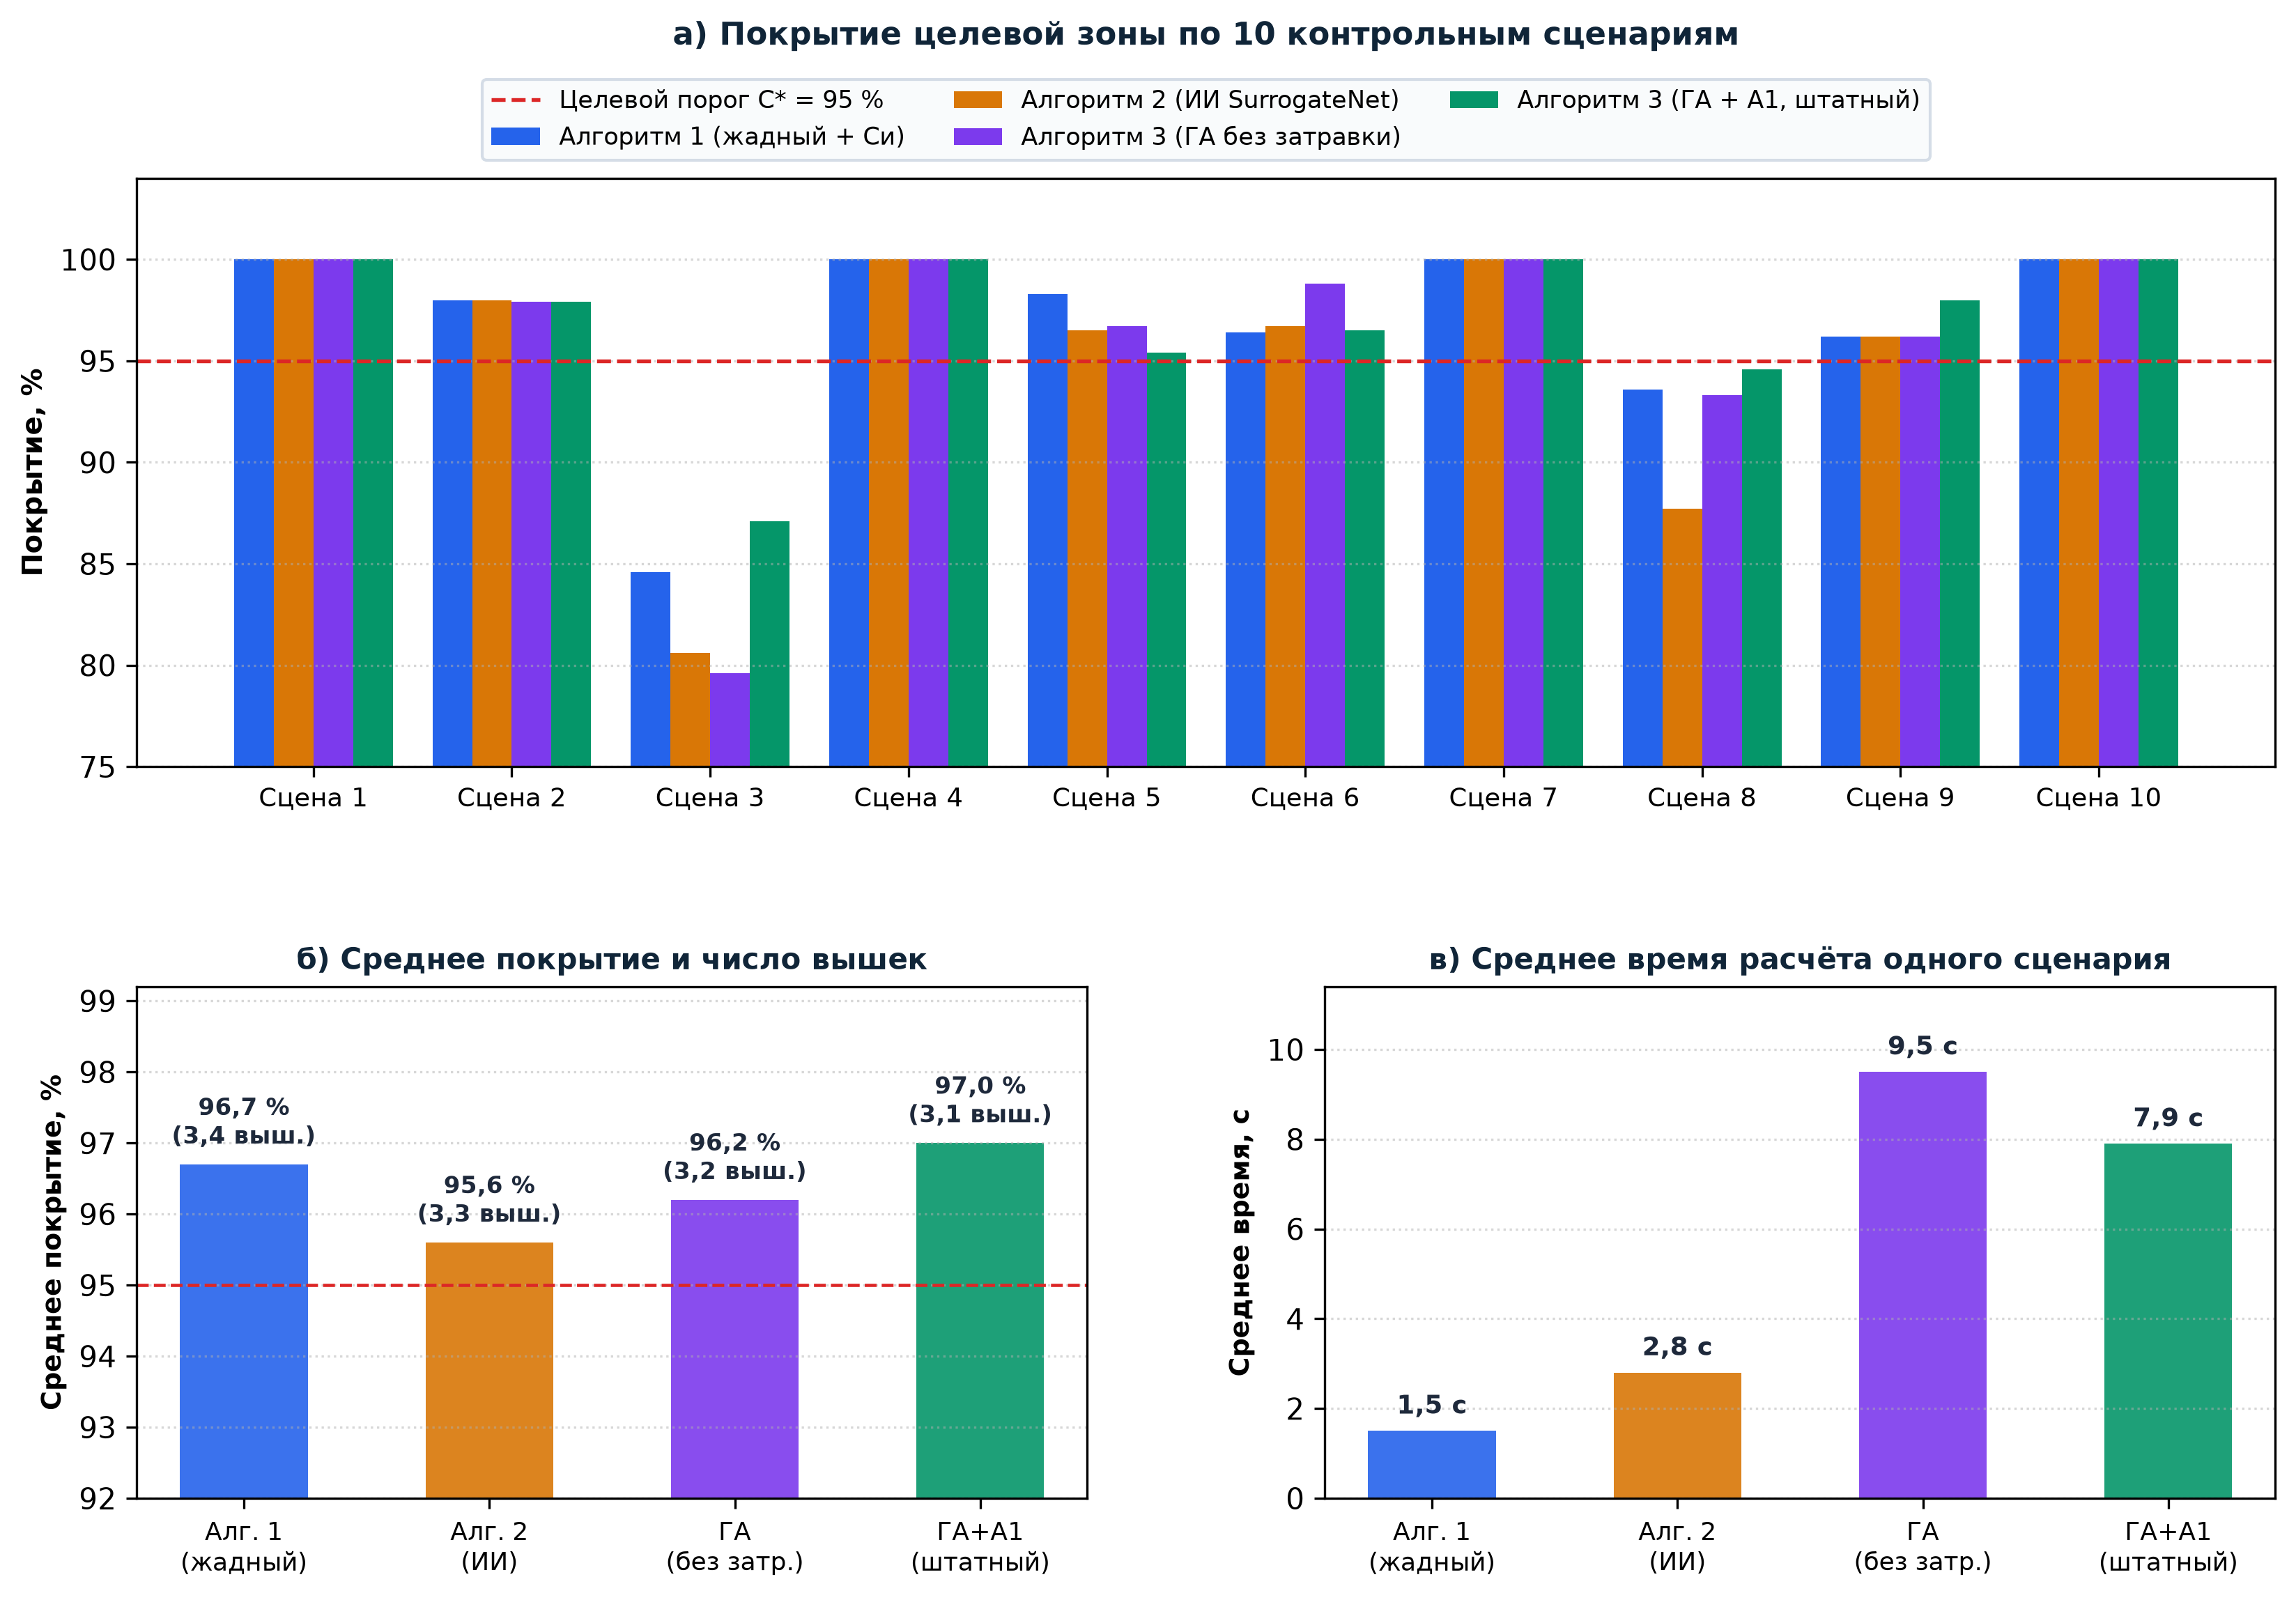 а) Покрытие целевой зоны по 10 контрольным сценариям
Целевой порог C* = 95 %
Алгоритм 1 (жадный + Си)
Алгоритм 2 (ИИ SurrogateNet)
Алгоритм 3 (ГА без затравки)
Алгоритм 3 (ГА + А1, штатный)
Покрытие, %
100
95
90
85
80
75
Сцена 1
Сцена 2
Сцена 3
Сцена 4
Сцена 5
Сцена 6
Сцена 7
Сцена 8
Сцена 9
Сцена 10
б) Среднее покрытие и число вышек
Среднее покрытие, %
99
98
97
96
95
94
93
92
96,7 %
(3,4 выш.)
95,6 %
(3,3 выш.)
96,2 %
(3,2 выш.)
97,0 %
(3,1 выш.)
Алг. 1
(жадный)
Алг. 2
(ИИ)
ГА
(без затр.)
ГА+А1
(штатный)
в) Среднее время расчёта одного сценария
Среднее время, с
10
8
6
4
2
0
1,5 с
2,8 с
9,5 с
7,9 с
Алг. 1
(жадный)
Алг. 2
(ИИ)
ГА
(без затр.)
ГА+А1
(штатный)